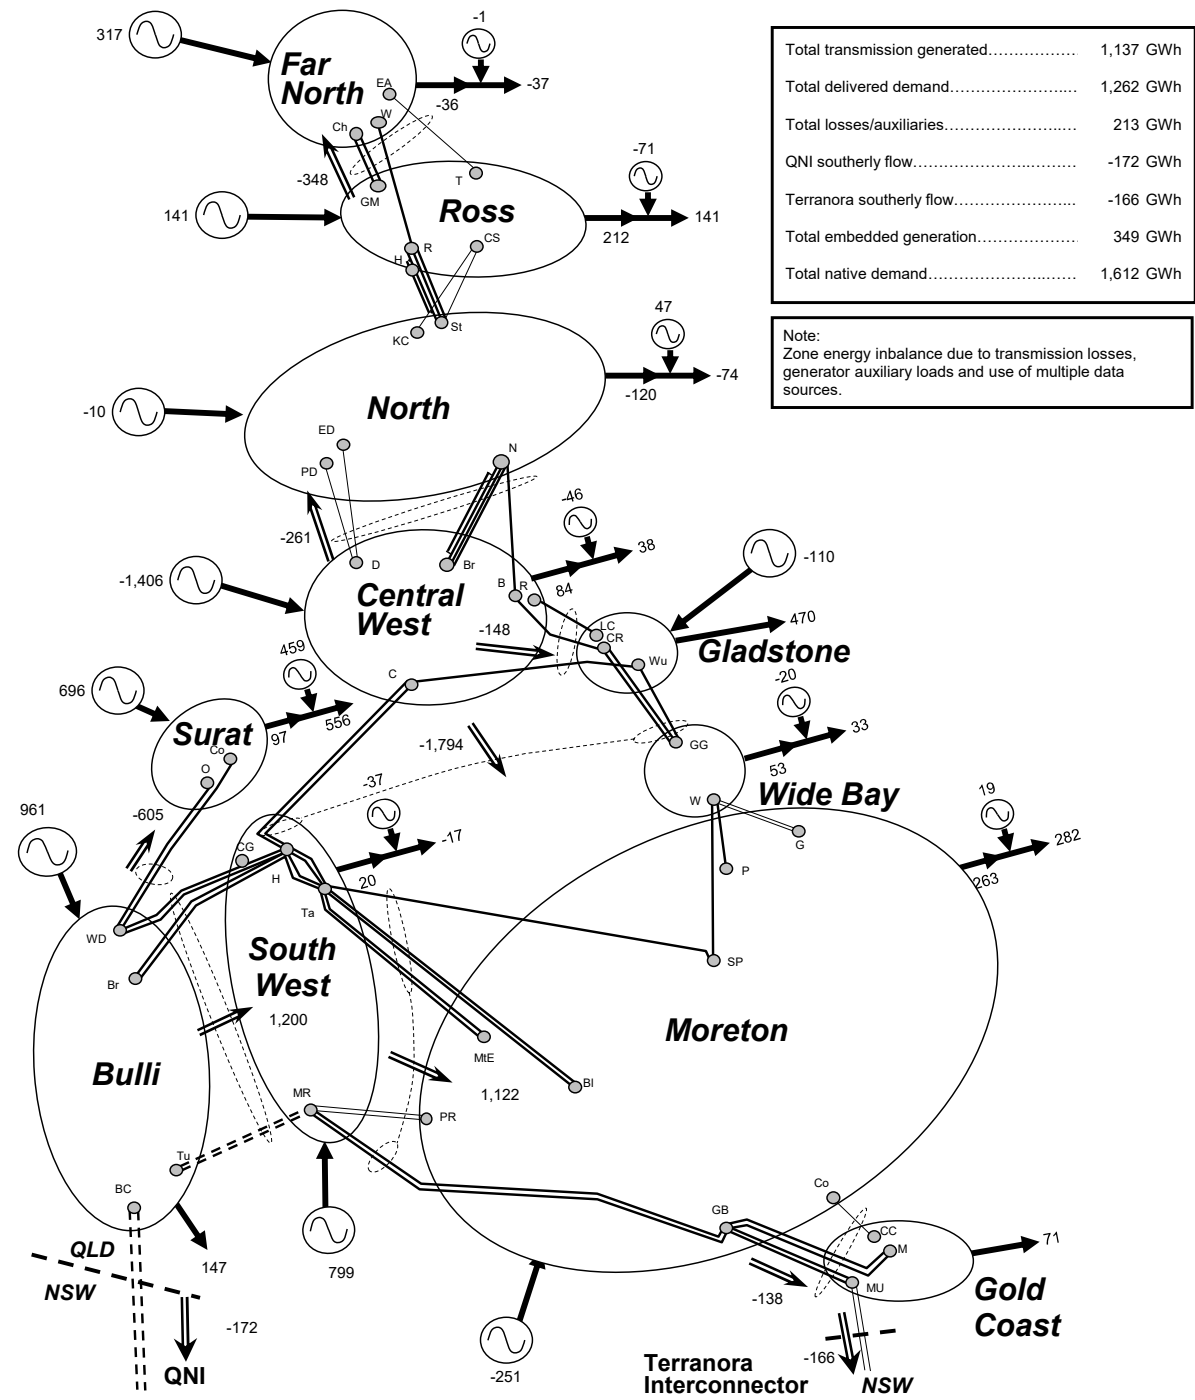 317
-1
Far
North
EA
W
Ch
-37
-36
-348
GM
T
-71
141
Ross
212
141
R
CS
H
St
KC
47
-10
North
-74
-120
ED
PD
N
-261
-46
38
84
-110
-1,406
D
Br
B
R
Central
West
-148
LC
CR
Wu
470
Gladstone
C
459
696
Surat
Co
O
97
556
-1,794
GG
-20
33
53
Wide Bay
W
G
P
19
282
263
961
-605
-37
-17
20
CG
H
Ta
WD
Br
South
West
1,200
SP
Moreton
MtE
BI
Bulli
1,122
MR
PR
Tu
BC
QLD
NSW
147
-172
QNI
799
-251
Co
GB
CC
M
MU
71
Gold
Coast
-138
-166
Terranora
Interconnector
NSW
Total transmission generated................. 1,137 GWh
Total delivered demand........................ 1,262 GWh
Total losses/auxiliaries......................... 213 GWh
QNI southerly flow.............................. -172 GWh
Terranora southerly flow....................... -166 GWh
Total embedded generation................... 349 GWh
Total native demand............................ 1,612 GWh
Note:
Zone energy inbalance due to transmission losses,
generator auxiliary loads and use of multiple data
sources.